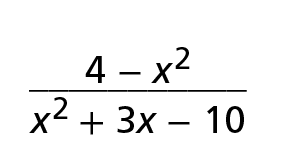 4 − x²
x² + 3x − 10